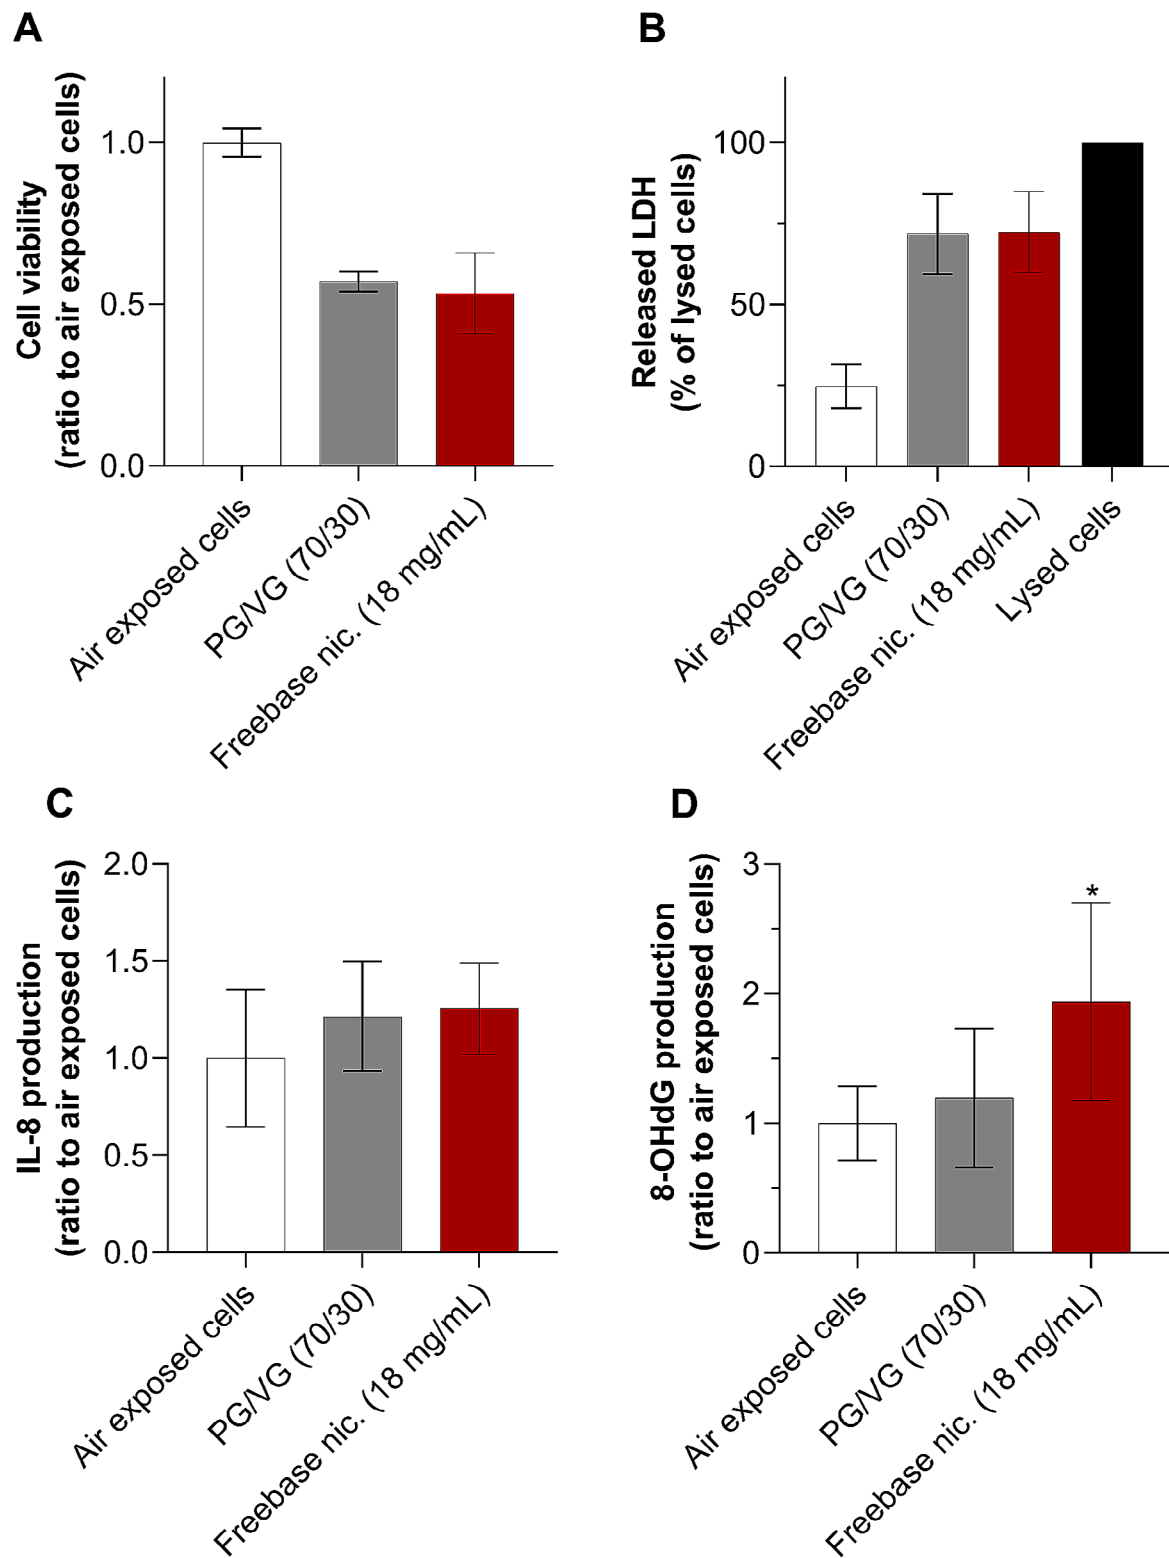 A
Cell viability
(ratio to air exposed cells)
1.0
0.5
0.0
Air exposed cells
PG/VG (70/30)
Freebase nic. (18 mg/mL)
B
Released LDH
(% of lysed cells)
100
50
0
Air exposed cells
PG/VG (70/30)
Freebase nic. (18 mg/mL)
Lysed cells
C
IL-8 production
(ratio to air exposed cells)
2.0
1.5
1.0
0.5
0.0
Air exposed cells
PG/VG (70/30)
Freebase nic. (18 mg/mL)
D
8-OHdG production
(ratio to air exposed cells)
3
2
1
0
*
Air exposed cells
PG/VG (70/30)
Freebase nic. (18 mg/mL)